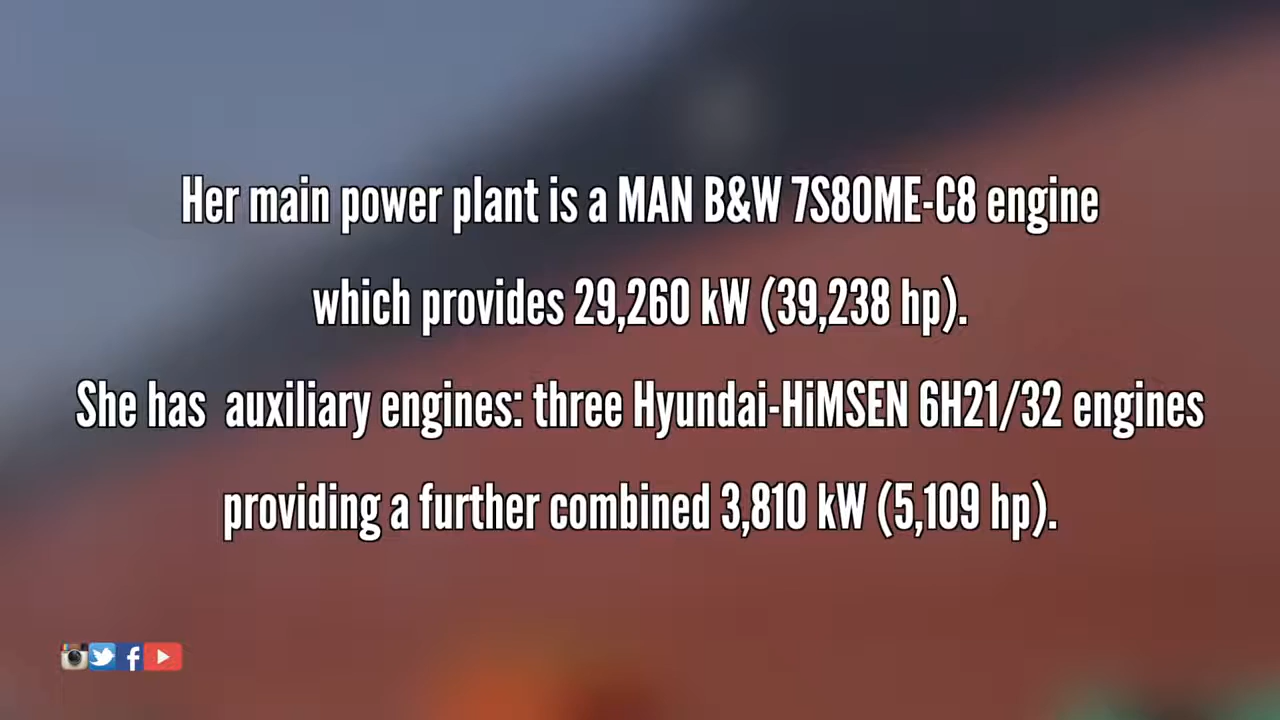 Her main power plant is a MAN B&W 7S80ME-C8 engine
which provides 29,260 kW (39,238 hp).
She has  auxiliary engines: three Hyundai-HiMSEN 6H21/32 engines
providing a further combined 3,810 kW (5,109 hp).